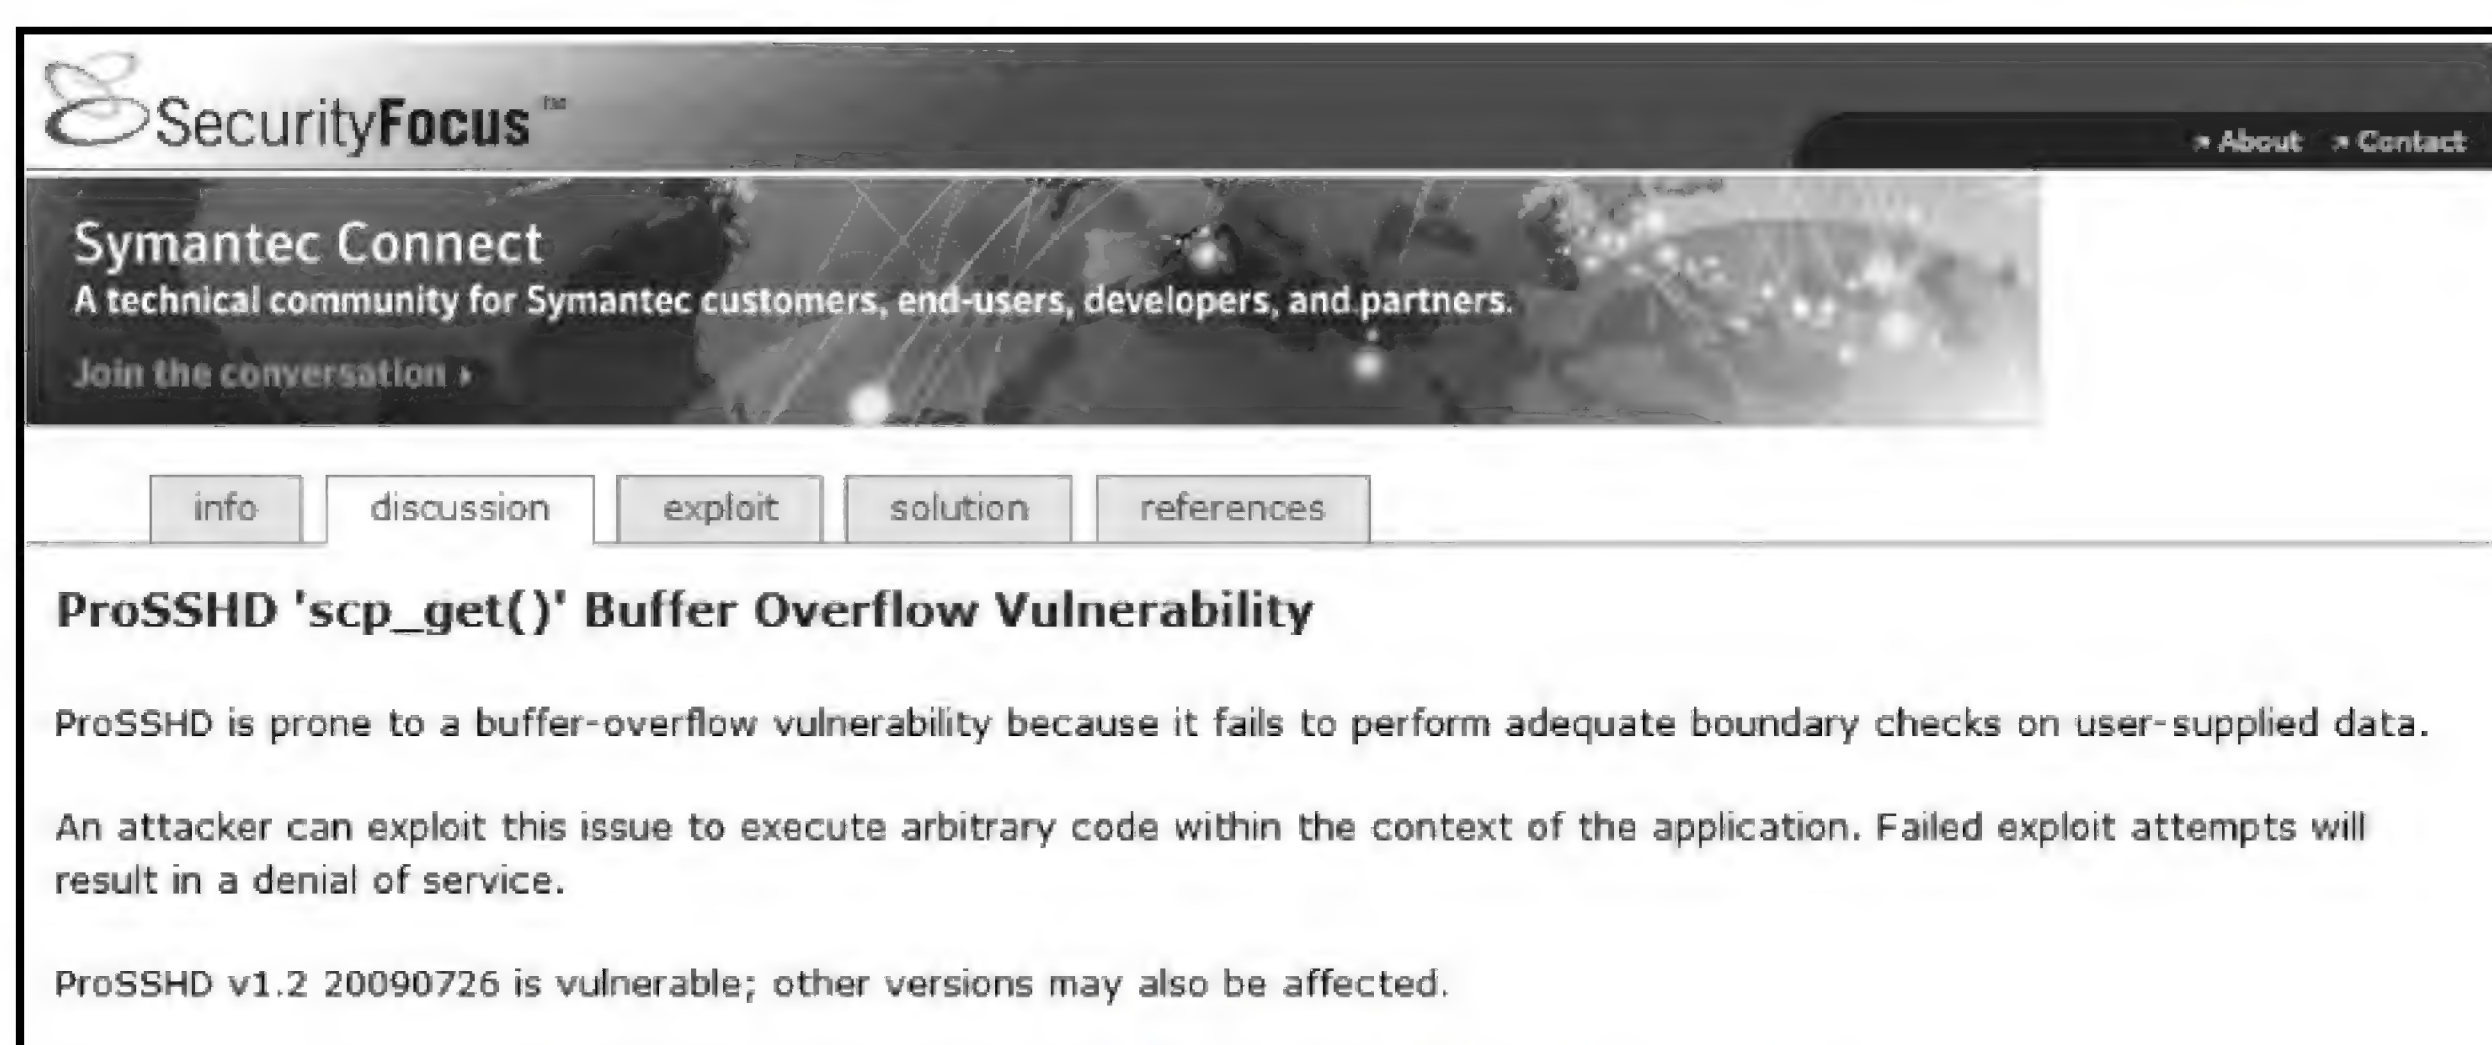 SecurityFocus™
About Contact
Symantec Connect
A technical community for Symantec customers, end-users, developers, and partners.
Join the conversation
info discussion exploit solution references
ProSSHD 'scp_get()' Buffer Overflow Vulnerability
ProSSHD is prone to a buffer-overflow vulnerability because it fails to perform adequate boundary checks on user-supplied data.
An attacker can exploit this issue to execute arbitrary code within the context of the application. Failed exploit attempts will
result in a denial of service.
ProSSHD v1.2 20090726 is vulnerable; other versions may also be affected.